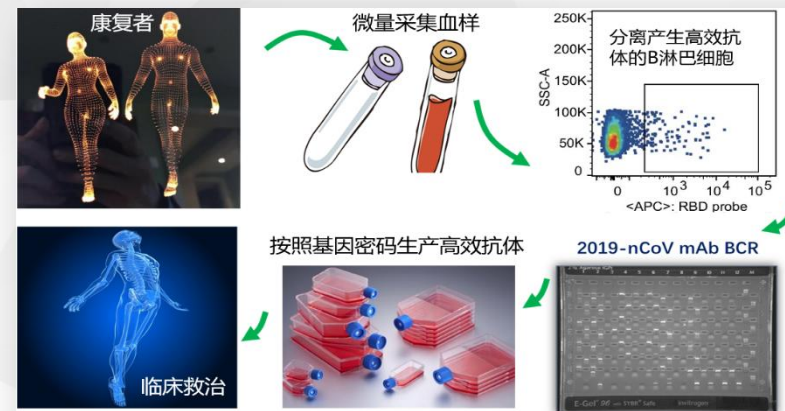 康复者
微量采集血样
250K
200K
150K
100K
50K
0
SSC-A
分离产生高效抗
体的B淋巴细胞
0
10³
10⁴
10⁵
<APC>: RBD probe
2019-nCoV mAb BCR
按照基因密码生产高效抗体
临床救治
E-Gel® 96